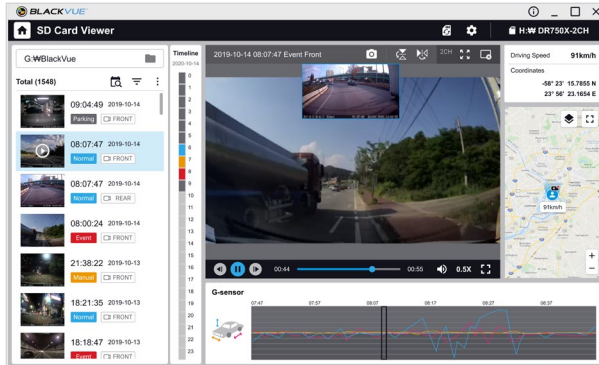 BLACKVUE
SD Card Viewer
H:₩ DR750X-2CH
G:₩BlackVue
Total (1548)
09:04:49 2019-10-14
Parking FRONT
08:07:47 2019-10-14
Normal FRONT
08:07:47 2019-10-14
Normal REAR
08:00:24 2019-10-14
Event FRONT
21:38:22 2019-10-13
Manual FRONT
18:21:35 2019-10-13
Normal FRONT
18:18:47 2019-10-13
Event FRONT
Timeline
2020-10-14
0
1
2
3
4
5
6
7
8
9
10
11
12
13
14
15
16
17
18
19
20
21
22
23
2019-10-14 08:07:47 Event Front
2CH
00:44
00:55
0.5X
Driving Speed 91km/h
Coordinates
-58° 23' 15.7855 N
23° 56' 23.1654 E
91km/h
+
−
G-sensor
07:47 07:57 08:07 08:17 08:27 08:37